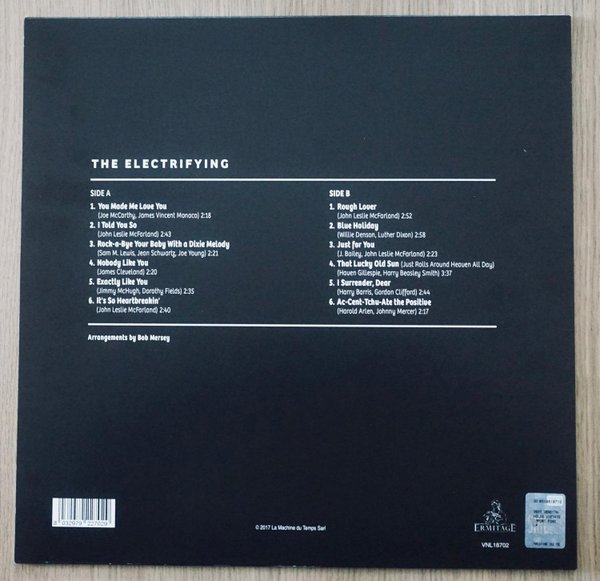 THE ELECTRIFYING
SIDE A
1. You Made Me Love You
(Joe McCarthy, James Vincent Monaco) 2:18
2. I Told You So
(John Leslie McFarland) 2:43
3. Rock-a-Bye Your Baby With a Dixie Melody
(Sam M. Lewis, Jean Schwartz, Joe Young) 2:21
4. Nobody Like You
(James Cleveland) 2:20
5. Exactly Like You
(Jimmy McHugh, Dorothy Fields) 2:35
6. It's So Heartbreakin'
(John Leslie McFarland) 2:40
SIDE B
1. Rough Lover
(John Leslie McFarland) 2:52
2. Blue Holiday
(Willie Denson, Luther Dixon) 2:58
3. Just for You
(J. Bailey, John Leslie McFarland) 2:23
4. That Lucky Old Sun (Just Rolls Around Heaven All Day)
(Haven Gillespie, Harry Beasley Smith) 3:37
5. I Surrender, Dear
(Harry Barris, Gordon Clifford) 2:44
6. Ac-Cent-Tchu-Ate the Positive
(Harold Arlen, Johnny Mercer) 2:17
Arrangements by Bob Mersey
8 032979 227029
© 2017 La Machine du Temps Sarl
ERMITAGE
VNL18702